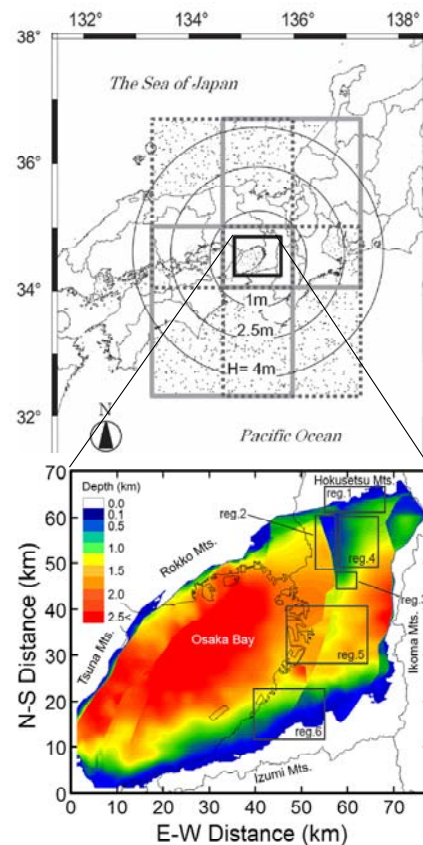 132
134
136
138
38°
The Sea of Japan
36°
34°
1m
2.5m
H= 4m
32°
N
Pacific Ocean
70
60
50
40
30
20
10
0
N-S Distance (km)
Depth (km)
0.0
0.1
0.5
1.0
1.5
2.0
2.5
Hokusetsu Mts.
reg.1
reg.2
reg.4
Rokko Mts.
Tsuna Mts.
Osaka Bay
reg.5
Ikoma Mts.
reg.6
Izumi Mts.
0 10 20 30 40 50 60 70
E-W Distance (km)